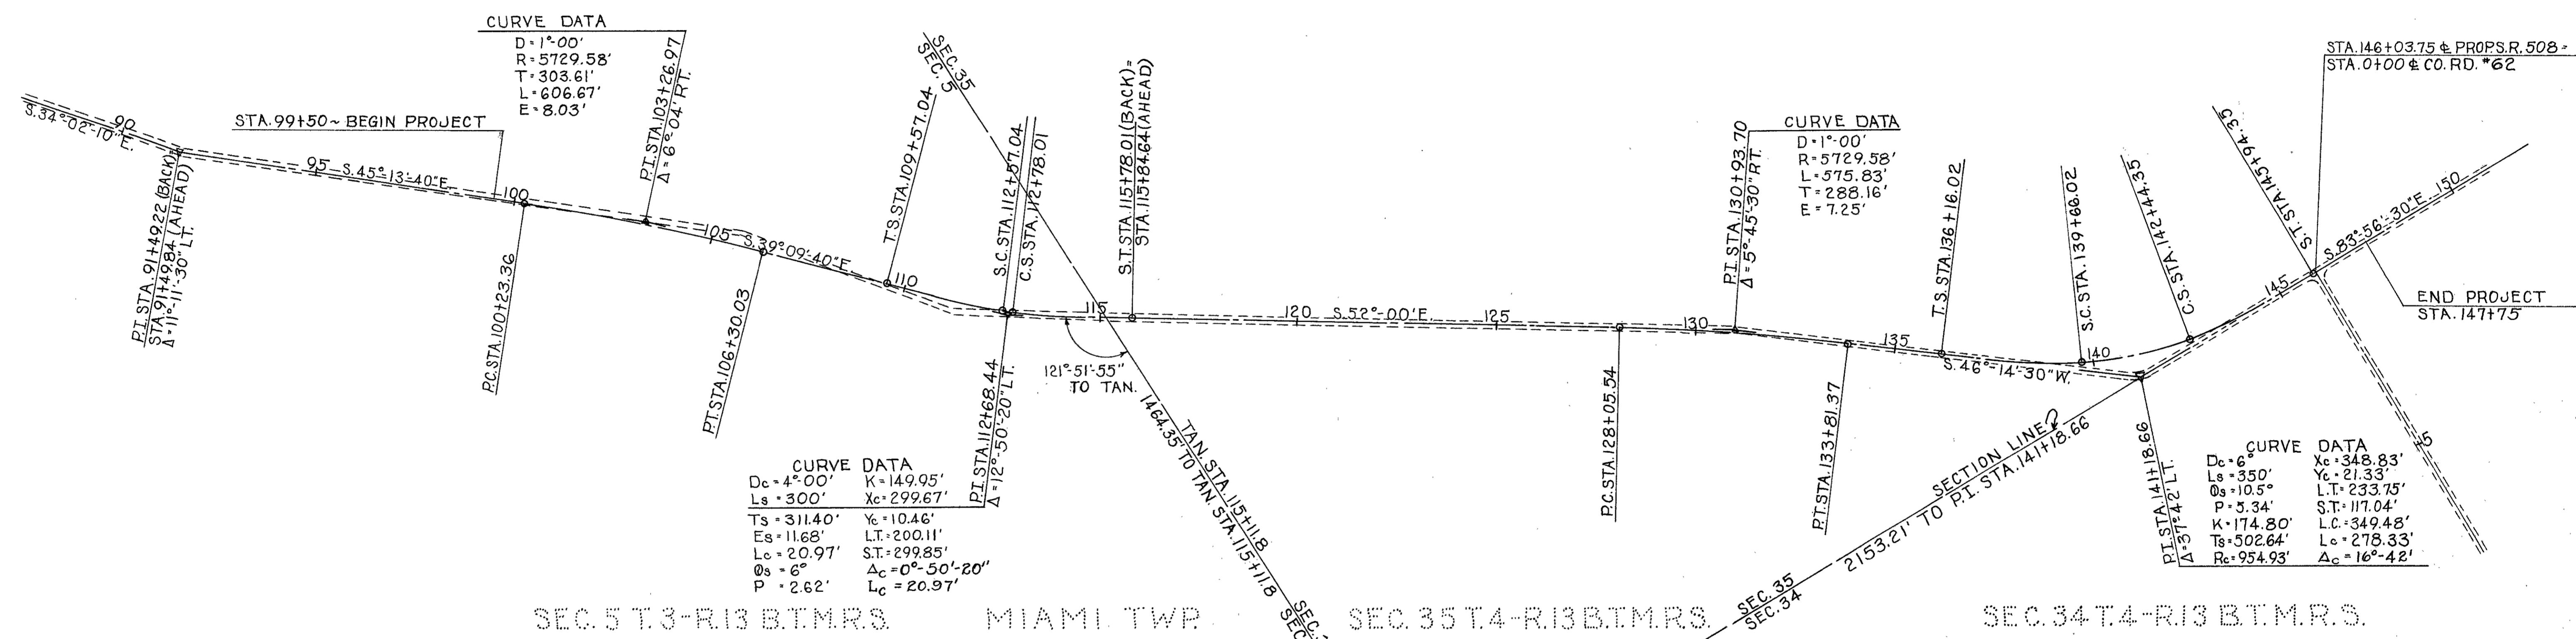 CURVE DATA
D = 1°-00'
R = 5729.58'
T = 303.61'
L = 606.67'
E = 8.03'
S.34°-02'-10"E.
90
P.I. STA. 91+49.22 (BACK)=
STA. 91+49.84 (AHEAD)
Δ = 11°-11'-30" LT.
STA. 99+50 ~ BEGIN PROJECT
95
S.45°-13'-40"E.
100
P.C. STA. 100+23.36
P.I. STA. 103+26.97
Δ = 6°-04' RT.
105
S.39°-09'-40"E
P.T. STA. 106+30.03
T.S. STA. 109+57.04
110
SEC. 35
SEC. 5
S.C. STA. 112+57.04
C.S. STA. 112+78.01
P.I. STA. 112+68.44
Δ = 12°-50'-20" LT.
CURVE DATA
Dc = 4°-00' K = 149.95'
Ls = 300' Xc = 299.67'
Ts = 311.40' Yc = 10.46'
Es = 11.68' L.T. = 200.11'
Lc = 20.97' S.T. = 299.85'
Øs = 6° Δc = 0°-50'-20"
P = 2.62' Lc = 20.97'
115
S.T. STA. 115+78.01 (BACK)=
STA. 115+84.64 (AHEAD)
121°-51'-55"
TO TAN.
TAN. STA. 115+11.8
1464.35' TO TAN. STA. 115+11.8
120
S.52°-00'E.
125
P.C. STA. 128+05.54
130
P.I. STA. 130+93.70
Δ = 5°-45'-30" RT.
CURVE DATA
D = 1°-00'
R = 5729.58'
L = 575.83'
T = 288.16'
E = 7.25'
P.T. STA. 133+81.37
135
T.S. STA. 136+16.02
S.46°-14'-30"W.
S.C. STA. 139+66.02
140
C.S. STA. 142+44.35
P.I. STA. 141+18.66
Δ = 37°-42' LT.
SECTION LINE
2153.21' TO P.I. STA. 141+18.66
SEC. 35
SEC. 34
CURVE DATA
Dc = 6° Xc = 348.83'
Ls = 350' Yc = 21.33'
Øs = 10.5° L.T. = 233.75'
P = 5.34' S.T. = 117.04'
K = 174.80' L.C. = 349.48'
Ts = 502.64' Lc = 278.33'
Rc = 954.93' Δc = 16°-42'
145
S.T. STA. 145+94.35
STA. 146+03.75 ℄ PROP. S.R. 508 =
STA. 0+00 ℄ CO. RD. #62
S.83°-56'-30"E
150
END PROJECT
STA. 147+75
5
SEC. 5 T.3-R.13 B.T.M.R.S.
MIAMI TWP.
SEC. 35 T.4-R.13 B.T.M.R.S.
SEC. 34 T.4-R.13 B.T.M.R.S.